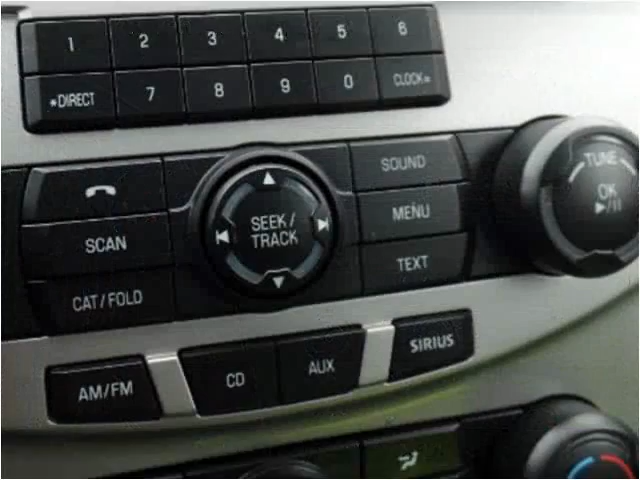 1 2 3 4 5 6
*DIRECT 7 8 9 0 CLOCK
SOUND
SEEK/
TRACK
SCAN
MENU
TEXT
CAT/FOLD
TUNE
OK
▶/II
AM/FM
CD
AUX
SIRIUS